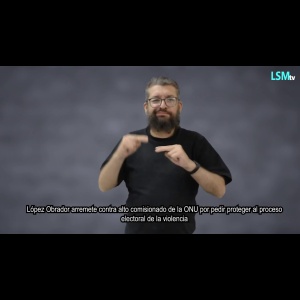 LSMtv
López Obrador arremete contra alto comisionado de la ONU por pedir proteger al proceso
electoral de la violencia